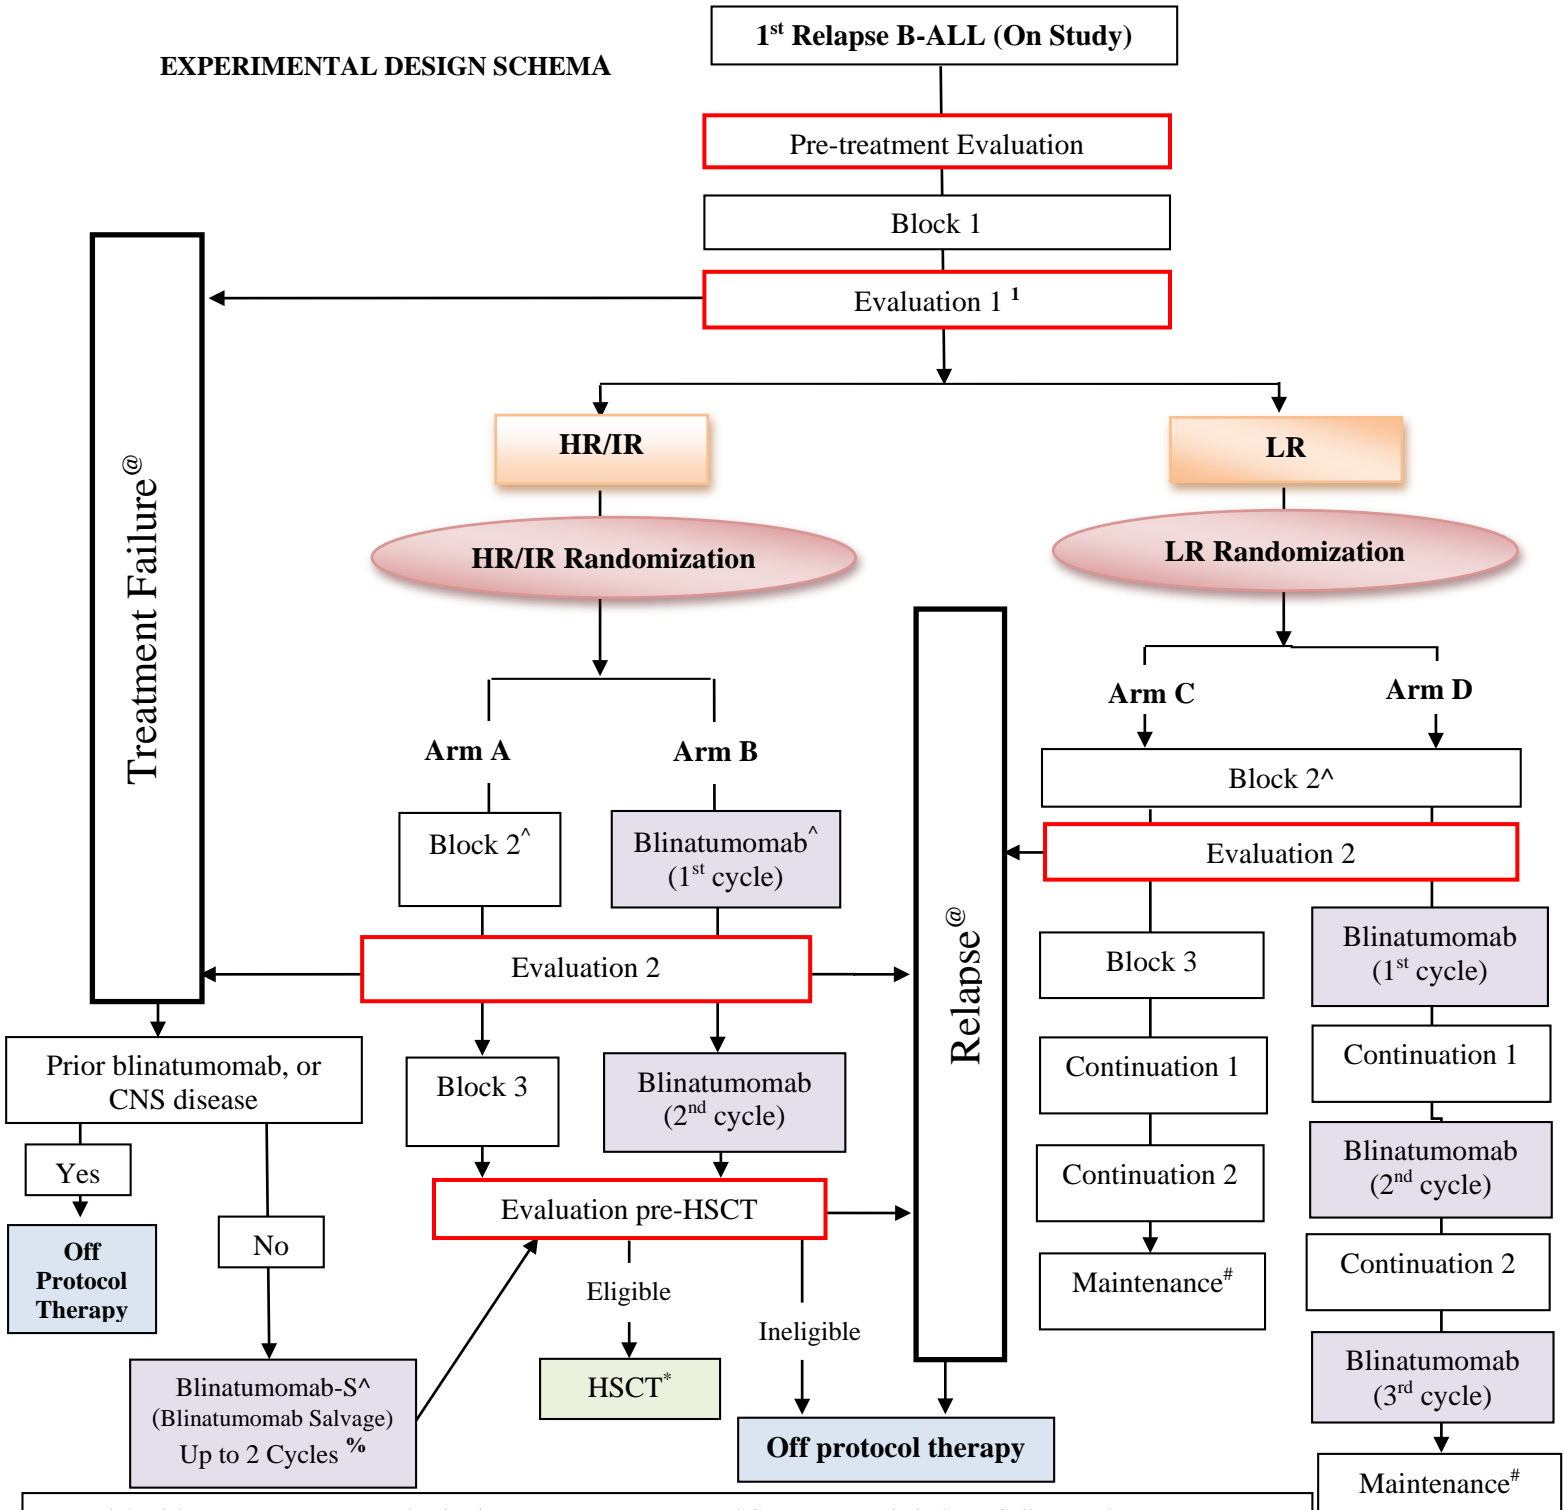 1st Relapse B-ALL (On Study)
EXPERIMENTAL DESIGN SCHEMA
Pre-treatment Evaluation
Block 1
Evaluation 1 1
Treatment Failure@
HR/IR
LR
HR/IR Randomization
LR Randomization
Relapse@
Arm A
Arm B
Arm C
Arm D
Block 2^
Block 2^
Blinatumomab^
(1st cycle)
Evaluation 2
Evaluation 2
Block 3
Blinatumomab
(2nd cycle)
Block 3
Blinatumomab
(1st cycle)
Continuation 1
Continuation 1
Prior blinatumomab, or
CNS disease
Yes
No
Off
Protocol
Therapy
Blinatumomab-S^
(Blinatumomab Salvage)
Up to 2 Cycles %
Evaluation pre-HSCT
Eligible
Ineligible
HSCT*
Off protocol therapy
Continuation 2
Maintenance#
Blinatumomab
(2nd cycle)
Continuation 2
Blinatumomab
(3rd cycle)
Maintenance#